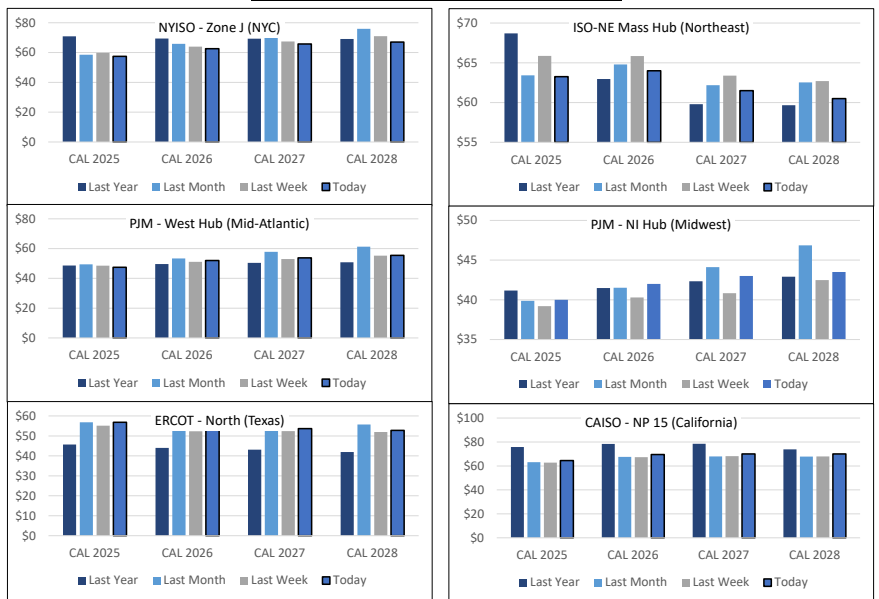 NYISO - Zone J (NYC)
$80
$60
$40
$20
$0
CAL 2025 CAL 2026 CAL 2027 CAL 2028
Last Year Last Month Last Week Today
ISO-NE Mass Hub (Northeast)
$70
$65
$60
$55
CAL 2025 CAL 2026 CAL 2027 CAL 2028
Last Year Last Month Last Week Today
PJM - West Hub (Mid-Atlantic)
$80
$60
$40
$20
$0
CAL 2025 CAL 2026 CAL 2027 CAL 2028
Last Year Last Month Last Week Today
PJM - NI Hub (Midwest)
$50
$45
$40
$35
CAL 2025 CAL 2026 CAL 2027 CAL 2028
Last Year Last Month Last Week Today
ERCOT - North (Texas)
$60
$50
$40
$30
$20
$10
$0
CAL 2025 CAL 2026 CAL 2027 CAL 2028
Last Year Last Month Last Week Today
CAISO - NP 15 (California)
$100
$80
$60
$40
$20
$0
CAL 2025 CAL 2026 CAL 2027 CAL 2028
Last Year Last Month Last Week Today